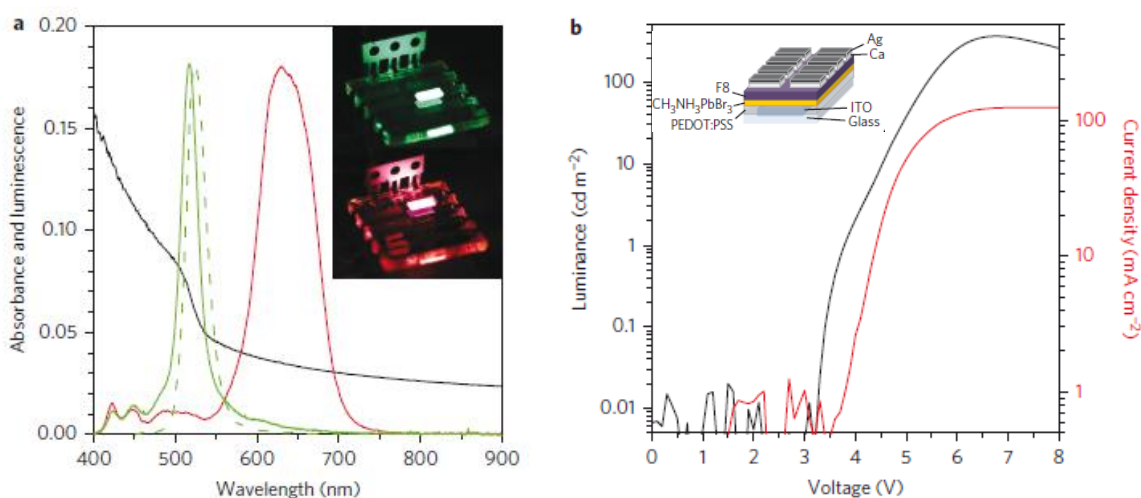 a
0.20
0.15
0.10
0.05
0.00
Absorbance and luminescence
400
500
600
700
800
900
Wavelength (nm)
b
100
10
1
0.1
0.01
Luminance (cd m⁻²)
Ag
Ca
F8
CH₃NH₃PbBr₃
PEDOT:PSS
ITO
Glass
100
10
1
Current density (mA cm⁻²)
0
1
2
3
4
5
6
7
8
Voltage (V)